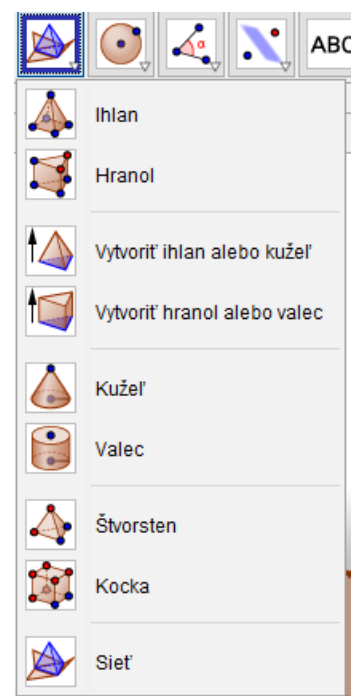 α
ABC
Ihlan
Hranol
Vytvoriť ihlan alebo kužeľ
Vytvoriť hranol alebo valec
Kužeľ
Valec
Štvorsten
Kocka
Sieť